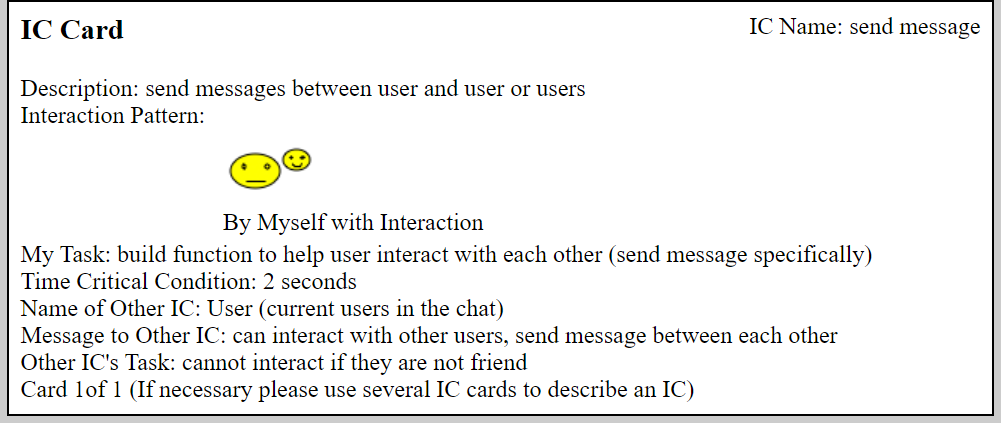 IC Card
IC Name: send message
Description: send messages between user and user or users
Interaction Pattern:
By Myself with Interaction
My Task: build function to help user interact with each other (send message specifically)
Time Critical Condition: 2 seconds
Name of Other IC: User (current users in the chat)
Message to Other IC: can interact with other users, send message between each other
Other IC's Task: cannot interact if they are not friend
Card 1of 1 (If necessary please use several IC cards to describe an IC)